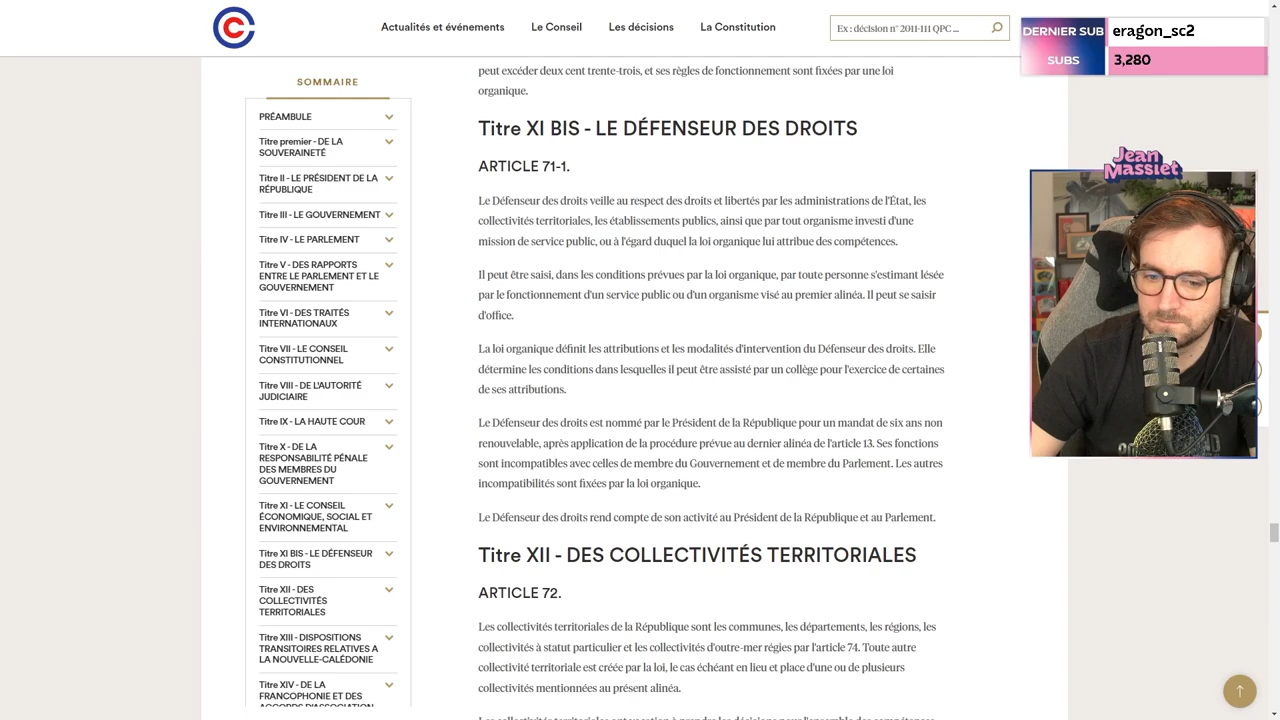 Actualités et événements
Le Conseil
Les décisions
La Constitution
Ex : décision n° 2011-111 QPC ...
DERNIER SUB
eragon_sc2
SUBS
3,280
Jean
Massiet
SOMMAIRE
PRÉAMBULE
Titre premier - DE LA
SOUVERAINETÉ
Titre II - LE PRÉSIDENT DE LA
RÉPUBLIQUE
Titre III - LE GOUVERNEMENT
Titre IV - LE PARLEMENT
Titre V - DES RAPPORTS
ENTRE LE PARLEMENT ET LE
GOUVERNEMENT
Titre VI - DES TRAITÉS
INTERNATIONAUX
Titre VII - LE CONSEIL
CONSTITUTIONNEL
Titre VIII - DE L'AUTORITÉ
JUDICIAIRE
Titre IX - LA HAUTE COUR
Titre X - DE LA
RESPONSABILITÉ PÉNALE
DES MEMBRES DU
GOUVERNEMENT
Titre XI - LE CONSEIL
ÉCONOMIQUE, SOCIAL ET
ENVIRONNEMENTAL
Titre XI BIS - LE DÉFENSEUR
DES DROITS
Titre XII - DES
COLLECTIVITÉS
TERRITORIALES
Titre XIII - DISPOSITIONS
TRANSITOIRES RELATIVES A
LA NOUVELLE-CALÉDONIE
Titre XIV - DE LA
FRANCOPHONIE ET DES
ACCORDS D'ASSOCIATION
peut excéder deux cent trente-trois, et ses règles de fonctionnement sont fixées par une loi
organique.
Titre XI BIS - LE DÉFENSEUR DES DROITS
ARTICLE 71-1.
Le Défenseur des droits veille au respect des droits et libertés par les administrations de l'État, les
collectivités territoriales, les établissements publics, ainsi que par tout organisme investi d'une
mission de service public, ou à l'égard duquel la loi organique lui attribue des compétences.
Il peut être saisi, dans les conditions prévues par la loi organique, par toute personne s'estimant lésée
par le fonctionnement d'un service public ou d'un organisme visé au premier alinéa. Il peut se saisir
d'office.
La loi organique définit les attributions et les modalités d'intervention du Défenseur des droits. Elle
détermine les conditions dans lesquelles il peut être assisté par un collège pour l'exercice de certaines
de ses attributions.
Le Défenseur des droits est nommé par le Président de la République pour un mandat de six ans non
renouvelable, après application de la procédure prévue au dernier alinéa de l'article 13. Ses fonctions
sont incompatibles avec celles de membre du Gouvernement et de membre du Parlement. Les autres
incompatibilités sont fixées par la loi organique.
Le Défenseur des droits rend compte de son activité au Président de la République et au Parlement.
Titre XII - DES COLLECTIVITÉS TERRITORIALES
ARTICLE 72.
Les collectivités territoriales de la République sont les communes, les départements, les régions, les
collectivités à statut particulier et les collectivités d'outre-mer régies par l'article 74. Toute autre
collectivité territoriale est créée par la loi, le cas échéant en lieu et place d'une ou de plusieurs
collectivités mentionnées au présent alinéa.